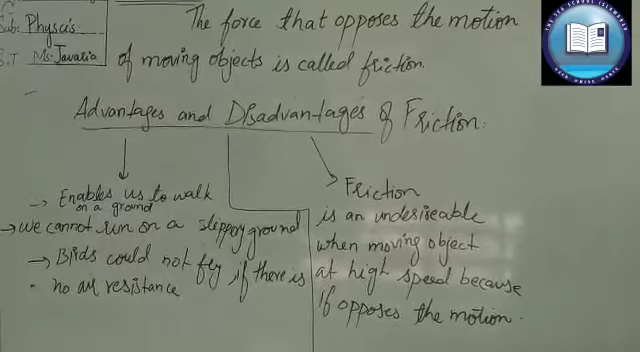 Sub: Physcis
S.T Ms: Javaria
The force that opposes the motion
of moving objects is called friction.
Advantages and Disadvantages of Friction.
→ Enables us to walk
on a ground
→ we cannot run on a slippery ground
→ Birds could not fly if there is
no air resistance
Friction
is an undesireable
when moving object
at high speed because
if opposes the motion.